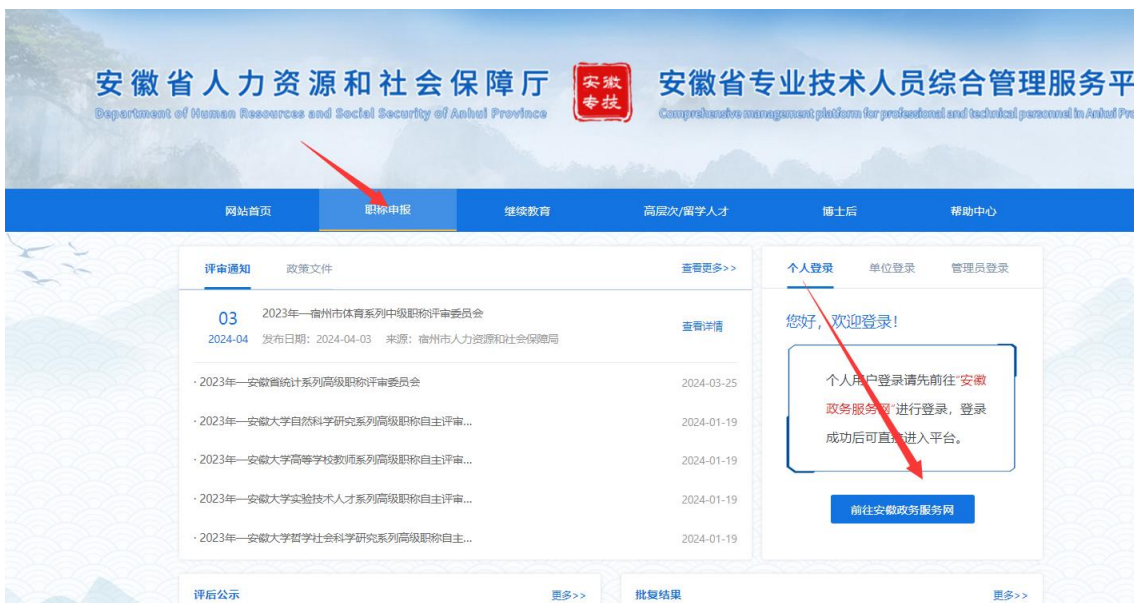 安徽省人力资源和社会保障厅
Department of Human Resources and Social Security of Anhui Province
安徽
专技
安徽省专业技术人员综合管理服务平
Comprehensive management platform for professional and technical personnel in Anhui Pro
网站首页
职称申报
继续教育
高层次/留学人才
博士后
帮助中心
评审通知
政策文件
查看更多>>
03
2024-04
2023年—宿州市体育系列中级职称评审委员会
发布日期：2024-04-03 来源：宿州市人力资源和社会保障局
查看详情
· 2023年—安徽省统计系列高级职称评审委员会 2024-03-25
· 2023年—安徽大学自然科学研究系列高级职称自主评审... 2024-01-19
· 2023年—安徽大学高等学校教师系列高级职称自主评审... 2024-01-19
· 2023年—安徽大学实验技术人才系列高级职称自主评审... 2024-01-19
· 2023年—安徽大学哲学社会科学研究系列高级职称自主... 2024-01-19
个人登录
单位登录
管理员登录
您好，欢迎登录！
个人用户登录请先前往“安徽
政务服务网”进行登录，登录
成功后可直接进入平台。
前往安徽政务服务网
评后公示
更多>>
批复结果
更多>>